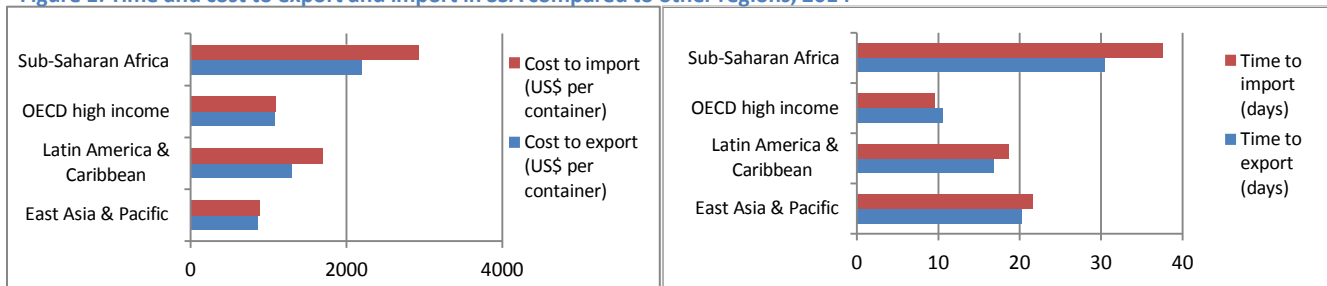 Sub-Saharan Africa
OECD high income
Latin America &
Caribbean
East Asia & Pacific
0
2000
4000
Cost to import
(US$ per
container)
Cost to export
(US$ per
container)
Sub-Saharan Africa
OECD high income
Latin America &
Caribbean
East Asia & Pacific
0
10
20
30
40
Time to
import
(days)
Time to
export
(days)